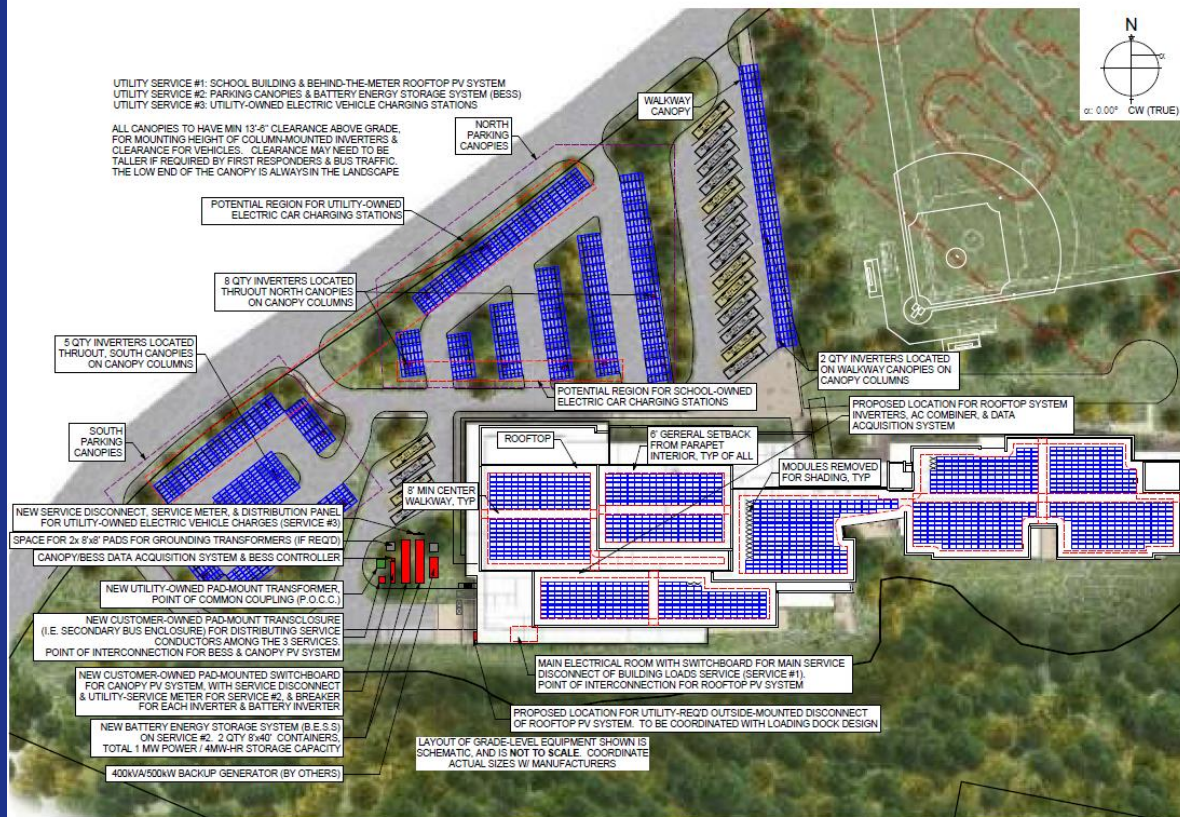 UTILITY SERVICE #1: SCHOOL BUILDING & BEHIND-THE-METER ROOFTOP PV SYSTEM
UTILITY SERVICE #2: PARKING CANOPIES & BATTERY ENERGY STORAGE SYSTEM (BESS)
UTILITY SERVICE #3: UTILITY-OWNED ELECTRIC VEHICLE CHARGING STATIONS
ALL CANOPIES TO HAVE MIN 13'-6" CLEARANCE ABOVE GRADE,
FOR MOUNTING HEIGHT OF COLUMN-MOUNTED INVERTERS &
CLEARANCE FOR VEHICLES. CLEARANCE MAY NEED TO BE
TALLER IF REQUIRED BY FIRST RESPONDERS & BUS TRAFFIC.
THE LOW END OF THE CANOPY IS ALWAYS IN THE LANDSCAPE
N
α
α: 0.00° CW (TRUE)
WALKWAY
CANOPY
NORTH
PARKING
CANOPIES
POTENTIAL REGION FOR UTILITY-OWNED
ELECTRIC CAR CHARGING STATIONS
8 QTY INVERTERS LOCATED
THRUOUT NORTH CANOPIES
ON CANOPY COLUMNS
5 QTY INVERTERS LOCATED
THRUOUT, SOUTH CANOPIES
ON CANOPY COLUMNS
2 QTY INVERTERS LOCATED
ON WALKWAY CANOPIES ON
CANOPY COLUMNS
POTENTIAL REGION FOR SCHOOL-OWNED
ELECTRIC CAR CHARGING STATIONS
PROPOSED LOCATION FOR ROOFTOP SYSTEM
INVERTERS, AC COMBINER, & DATA
ACQUISITION SYSTEM
SOUTH
PARKING
CANOPIES
ROOFTOP
6' GERERAL SETBACK
FROM PARAPET
INTERIOR, TYP OF ALL
MODULES REMOVED
FOR SHADING, TYP
8' MIN CENTER
WALKWAY, TYP
NEW SERVICE DISCONNECT, SERVICE METER, & DISTRIBUTION PANEL
FOR UTILITY-OWNED ELECTRIC VEHICLE CHARGES (SERVICE #3)
SPACE FOR 2x 8'x8' PADS FOR GROUNDING TRANSFORMERS (IF REQ'D)
CANOPY/BESS DATA ACQUISITION SYSTEM & BESS CONTROLLER
NEW UTILITY-OWNED PAD-MOUNT TRANSFORMER,
POINT OF COMMON COUPLING (P.O.C.C.)
NEW CUSTOMER-OWNED PAD-MOUNT TRANSCLOSURE
(I.E. SECONDARY BUS ENCLOSURE) FOR DISTRIBUTING SERVICE
CONDUCTORS AMONG THE 3 SERVICES.
POINT OF INTERCONNECTION FOR BESS & CANOPY PV SYSTEM
NEW CUSTOMER-OWNED PAD-MOUNTED SWITCHBOARD
FOR CANOPY PV SYSTEM, WITH SERVICE DISCONNECT
& UTILITY-SERVICE METER FOR SERVICE #2, & BREAKER
FOR EACH INVERTER & BATTERY INVERTER
NEW BATTERY ENERGY STORAGE SYSTEM (B.E.S.S)
ON SERVICE #2. 2 QTY 8'x40' CONTAINERS,
TOTAL 1 MW POWER / 4MW-HR STORAGE CAPACITY
400kVA/500kW BACKUP GENERATOR (BY OTHERS)
MAIN ELECTRICAL ROOM WITH SWITCHBOARD FOR MAIN SERVICE
DISCONNECT OF BUILDING LOADS SERVICE (SERVICE #1).
POINT OF INTERCONNECTION FOR ROOFTOP PV SYSTEM
PROPOSED LOCATION FOR UTILITY-REQ'D OUTSIDE-MOUNTED DISCONNECT
OF ROOFTOP PV SYSTEM. TO BE COORDINATED WITH LOADING DOCK DESIGN
LAYOUT OF GRADE-LEVEL EQUIPMENT SHOWN IS
SCHEMATIC, AND IS NOT TO SCALE. COORDINATE
ACTUAL SIZES W/ MANUFACTURERS